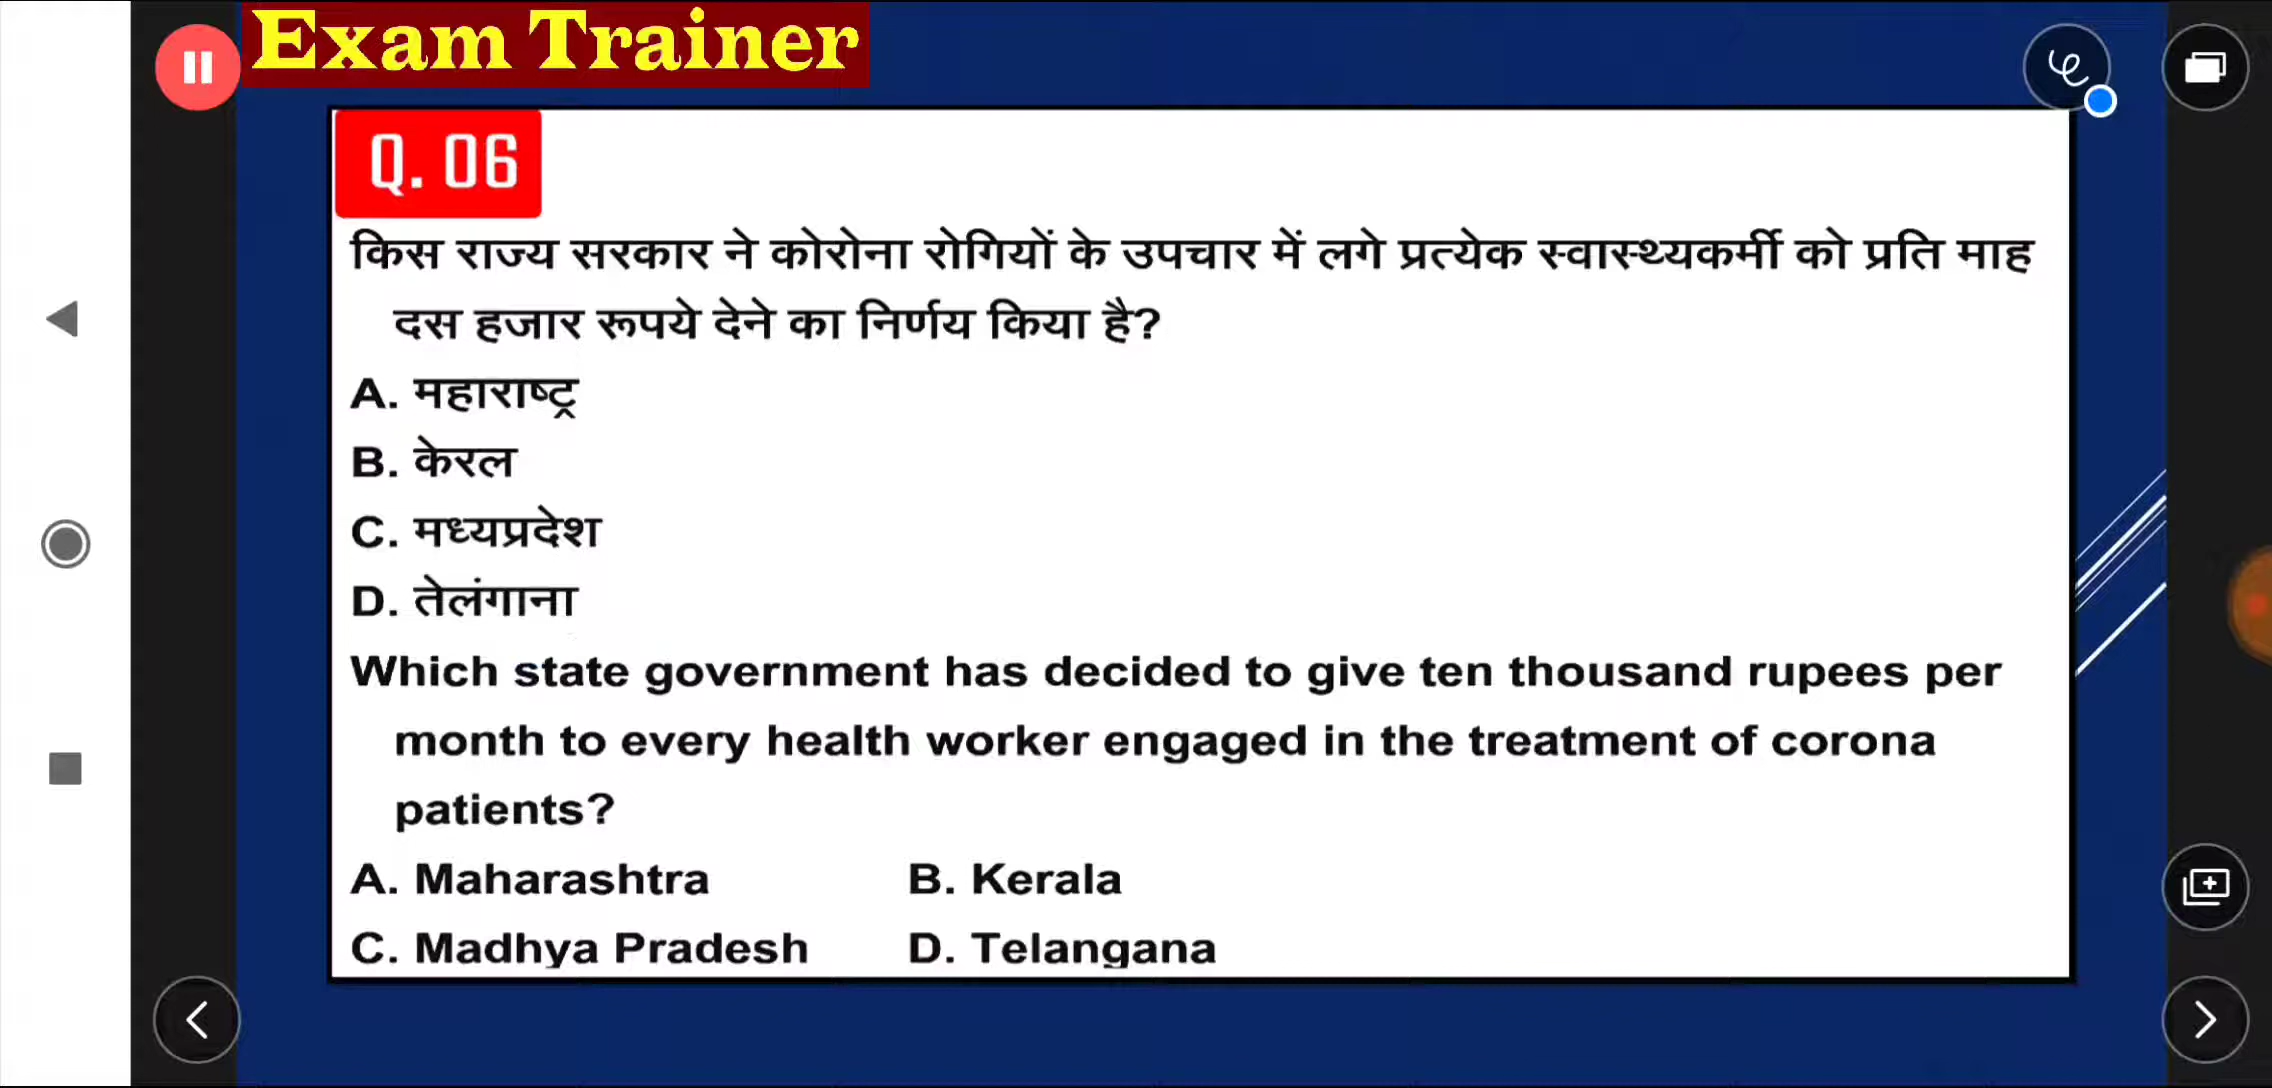 Exam Trainer
Q. 06
किस राज्य सरकार ने कोरोना रोगियों के उपचार में लगे प्रत्येक स्वास्थ्यकर्मी को प्रति माह
दस हजार रूपये देने का निर्णय किया है?
A. महाराष्ट्र
B. केरल
C. मध्यप्रदेश
D. तेलंगाना
Which state government has decided to give ten thousand rupees per
month to every health worker engaged in the treatment of corona
patients?
A. Maharashtra B. Kerala
C. Madhya Pradesh D. Telangana